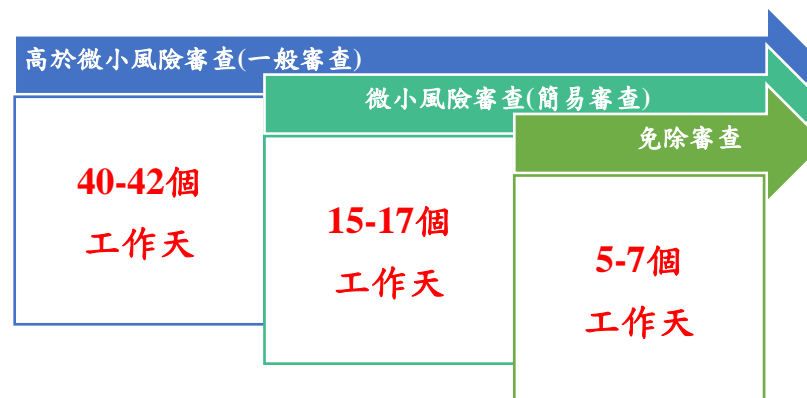 高於微小風險審查(一般審查)
微小風險審查(簡易審查)
免除審查
40-42個
工作天
15-17個
工作天
5-7個
工作天